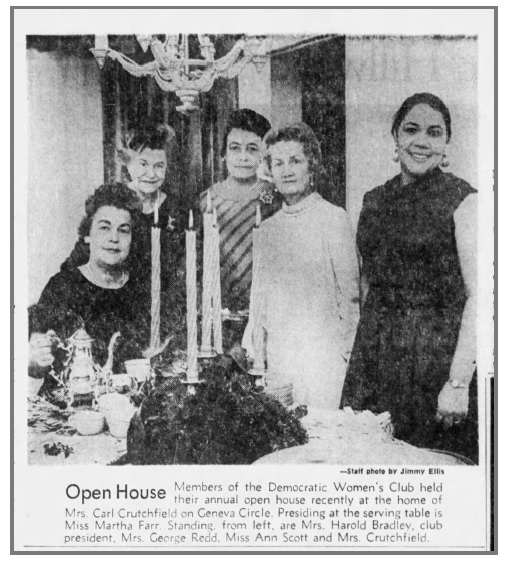 —Staff photo by Jimmy Ellis
Open House Members of the Democratic Women's Club held
their annual open house recently at the home of
Mrs. Carl Crutchfield on Geneva Circle. Presiding at the serving table is
Miss Martha Farr. Standing, from left, are Mrs. Harold Bradley, club
president, Mrs. George Redd, Miss Ann Scott and Mrs. Crutchfield.